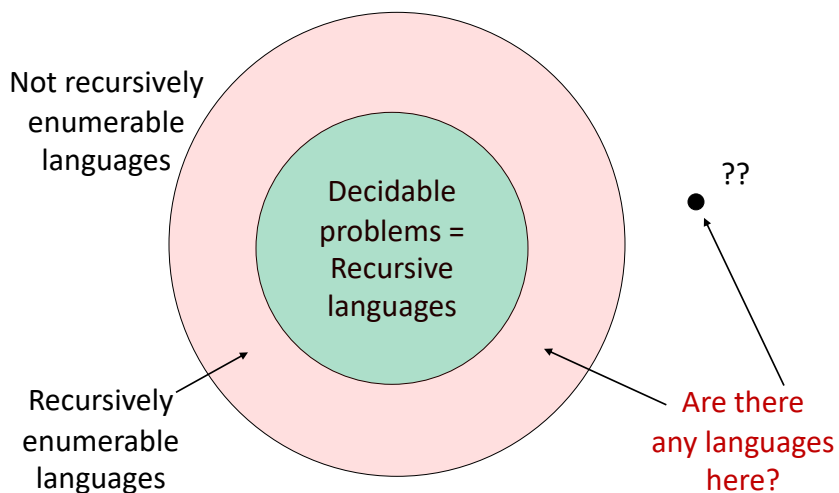 Not recursively
enumerable
languages
Decidable
problems =
Recursive
languages
??
Recursively
enumerable
languages
Are there
any languages
here?